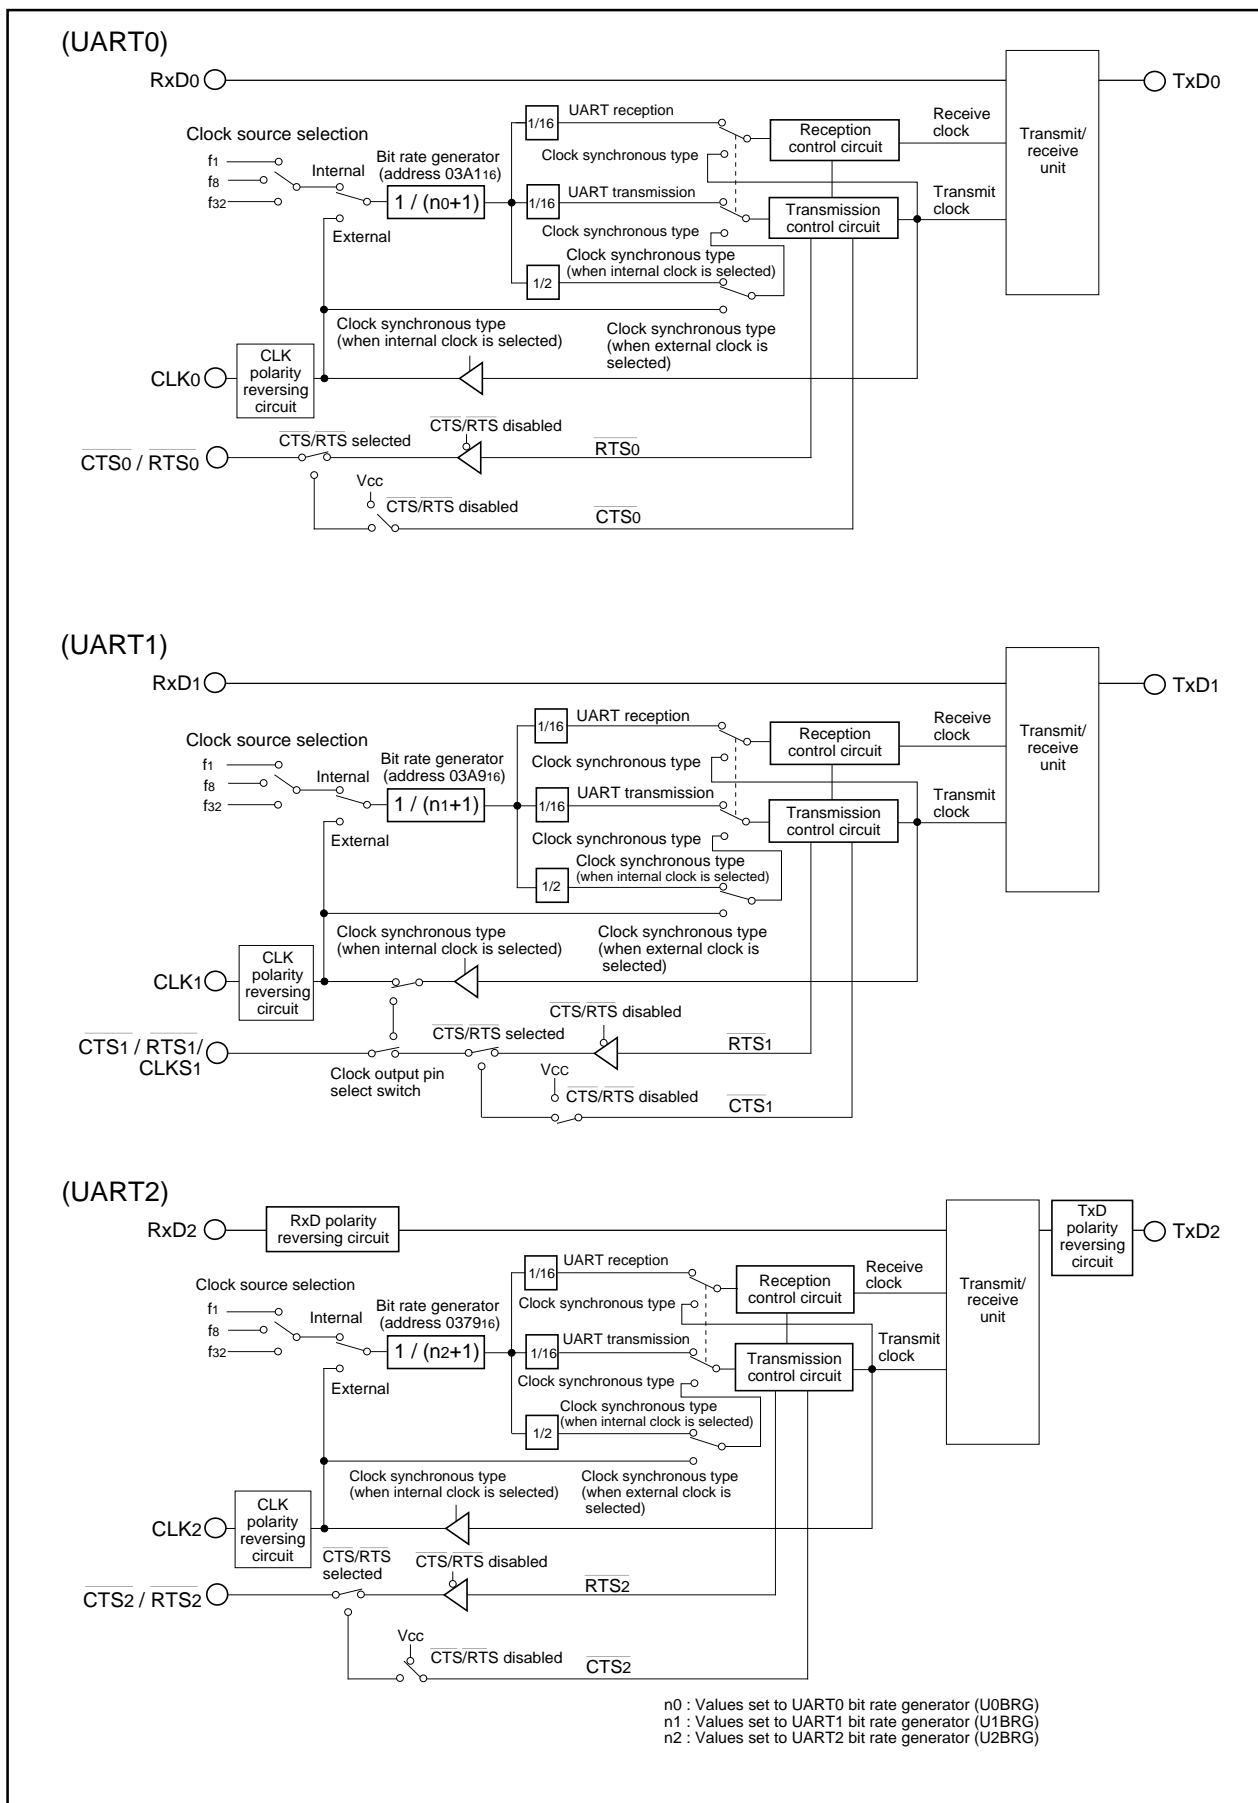 (UART0)
RxD0
TxD0
1/16
UART reception
Clock source selection
Reception
control circuit
Receive
clock
Transmit/
receive
unit
f1
f8
f32
Internal
Bit rate generator
(address 03A116)
Clock synchronous type
1 / (n0+1)
1/16
UART transmission
Transmission
control circuit
Transmit
clock
External
Clock synchronous type
Clock synchronous type
(when internal clock is selected)
1/2
Clock synchronous type
(when internal clock is selected)
Clock synchronous type
(when external clock is
selected)
CLK0
CLK
polarity
reversing
circuit
CTS/RTS disabled
CTS/RTS selected
CTS0 / RTS0
RTS0
Vcc
CTS/RTS disabled
CTS0
(UART1)
RxD1
TxD1
1/16
UART reception
Clock source selection
Reception
control circuit
Receive
clock
Transmit/
receive
unit
f1
f8
f32
Internal
Bit rate generator
(address 03A916)
Clock synchronous type
1 / (n1+1)
1/16
UART transmission
Transmission
control circuit
Transmit
clock
External
Clock synchronous type
Clock synchronous type
(when internal clock is selected)
1/2
Clock synchronous type
(when internal clock is selected)
Clock synchronous type
(when external clock is
selected)
CLK1
CLK
polarity
reversing
circuit
CTS/RTS disabled
CTS/RTS selected
CTS1 / RTS1/
CLKS1
RTS1
Clock output pin
select switch
VCC
CTS/RTS disabled
CTS1
(UART2)
RxD2
RxD polarity
reversing circuit
TxD
polarity
reversing
circuit
TxD2
1/16
UART reception
Clock source selection
Reception
control circuit
Receive
clock
Transmit/
receive
unit
f1
f8
f32
Internal
Bit rate generator
(address 037916)
Clock synchronous type
1 / (n2+1)
1/16
UART transmission
Transmission
control circuit
Transmit
clock
External
Clock synchronous type
Clock synchronous type
(when internal clock is selected)
1/2
Clock synchronous type
(when internal clock is selected)
Clock synchronous type
(when external clock is
selected)
CLK2
CLK
polarity
reversing
circuit
CTS/RTS
selected
CTS/RTS disabled
CTS2 / RTS2
RTS2
Vcc
CTS/RTS disabled
CTS2
n0 : Values set to UART0 bit rate generator (U0BRG)
n1 : Values set to UART1 bit rate generator (U1BRG)
n2 : Values set to UART2 bit rate generator (U2BRG)